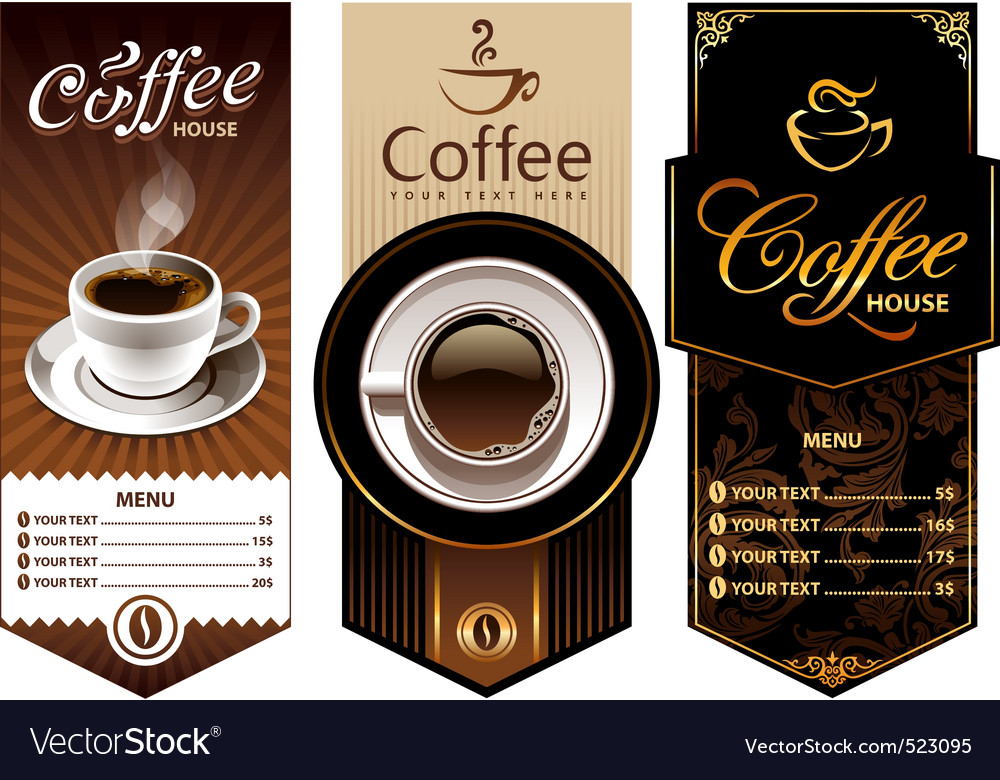 Coffee
HOUSE
MENU
YOUR TEXT ........................................ 5$
YOUR TEXT ...................................... 15$
YOUR TEXT ........................................ 3$
YOUR TEXT ...................................... 20$
Coffee
YOUR TEXT HERE
Coffee
HOUSE
MENU
YOUR TEXT ....................... 5$
YOUR TEXT ..................... 16$
YOUR TEXT ..................... 17$
YOUR TEXT ....................... 3$
VectorStock®
VectorStock.com/523095